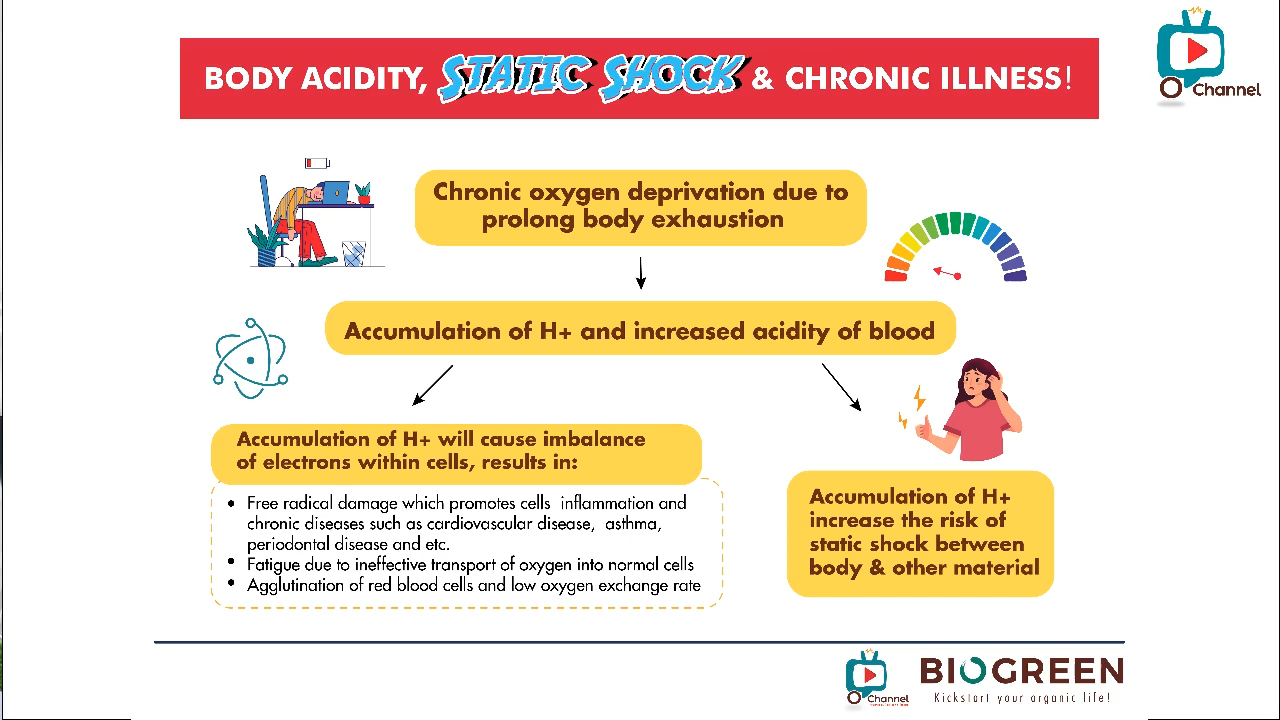 BODY ACIDITY, STATIC SHOCK & CHRONIC ILLNESS!
Channel
Chronic oxygen deprivation due to
prolong body exhaustion
Accumulation of H+ and increased acidity of blood
Accumulation of H+ will cause imbalance
of electrons within cells, results in:
• Free radical damage which promotes cells inflammation and
chronic diseases such as cardiovascular disease, asthma,
periodontal disease and etc.
• Fatigue due to ineffective transport of oxygen into normal cells
• Agglutination of red blood cells and low oxygen exchange rate
Accumulation of H+
increase the risk of
static shock between
body & other material
Channel
BIOGREEN
Kickstart your organic life!